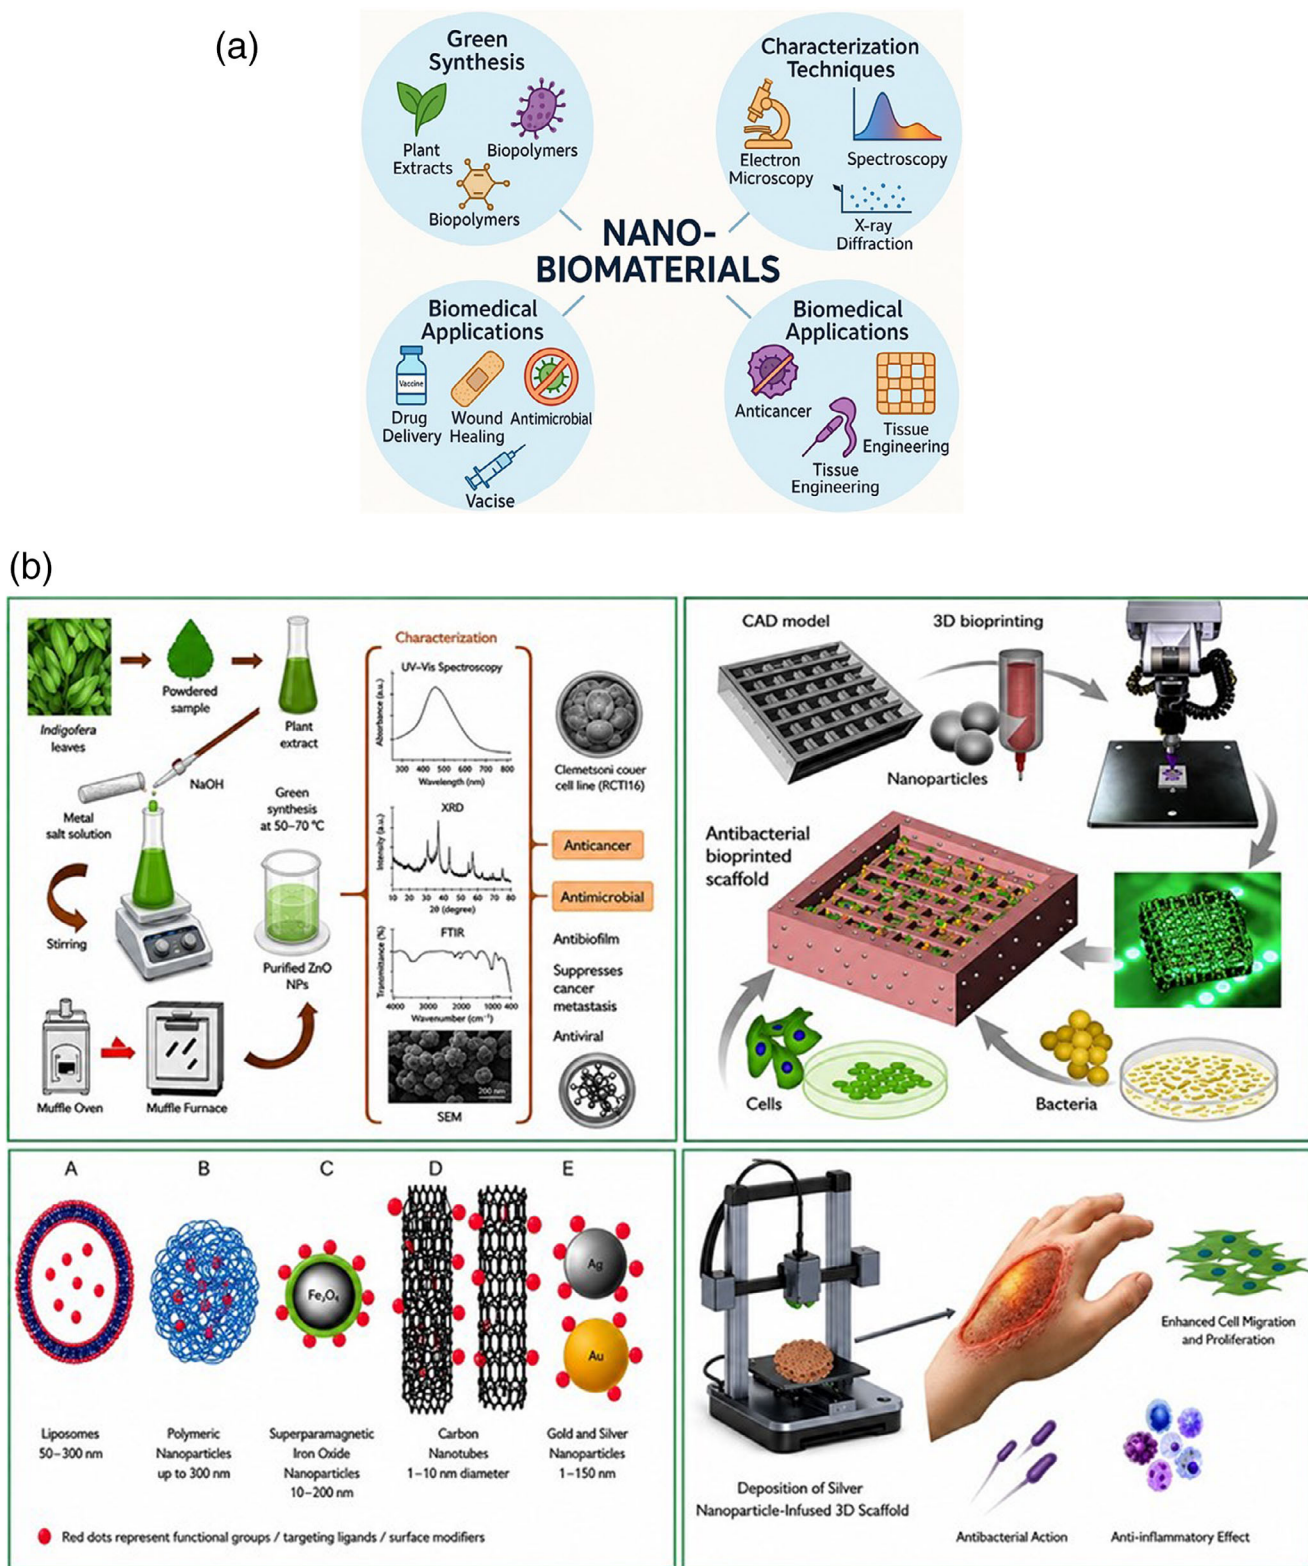 (a)
Green
Synthesis
Plant
Extracts
Biopolymers
Biopolymers
Characterization
Techniques
Electron
Microscopy
Spectroscopy
X-ray
Diffraction
NANO-
BIOMATERIALS
Biomedical
Applications
Vaccine
Drug
Delivery
Wound
Healing
Antimicrobial
Vacise
Biomedical
Applications
Anticancer
Tissue
Engineering
Tissue
Engineering
(b)
Indigofera
leaves
Powdered
sample
Plant
extract
NaOH
Metal
salt solution
Green
synthesis
at 50–70 °C
Stirring
Purified ZnO
NPs
Muffle Oven
Muffle Furnace
Characterization
UV–Vis Spectroscopy
Absorbance (a.u.)
300 400 500 600 700 800
Wavelength (nm)
XRD
Intensity (a.u.)
10 20 30 40 50 60 70 80
2θ (degree)
FTIR
Transmittance (%)
4000 3000 2000 1000 400
Wavenumber (cm⁻¹)
200 nm
SEM
Clemetsoni couer
cell line (RCTI16)
Anticancer
Antimicrobial
Antibiofilm
Suppresses
cancer
metastasis
Antiviral
CAD model
3D bioprinting
Nanoparticles
Antibacterial
bioprinted
scaffold
Cells
Bacteria
A B C D E
Fe₃O₄
Ag
Au
Liposomes
50–300 nm
Polymeric
Nanoparticles
up to 300 nm
Superparamagnetic
Iron Oxide
Nanoparticles
10–200 nm
Carbon
Nanotubes
1–10 nm diameter
Gold and Silver
Nanoparticles
1–150 nm
Red dots represent functional groups / targeting ligands / surface modifiers
Deposition of Silver
Nanoparticle-Infused 3D Scaffold
Enhanced Cell Migration
and Proliferation
Antibacterial Action
Anti-inflammatory Effect